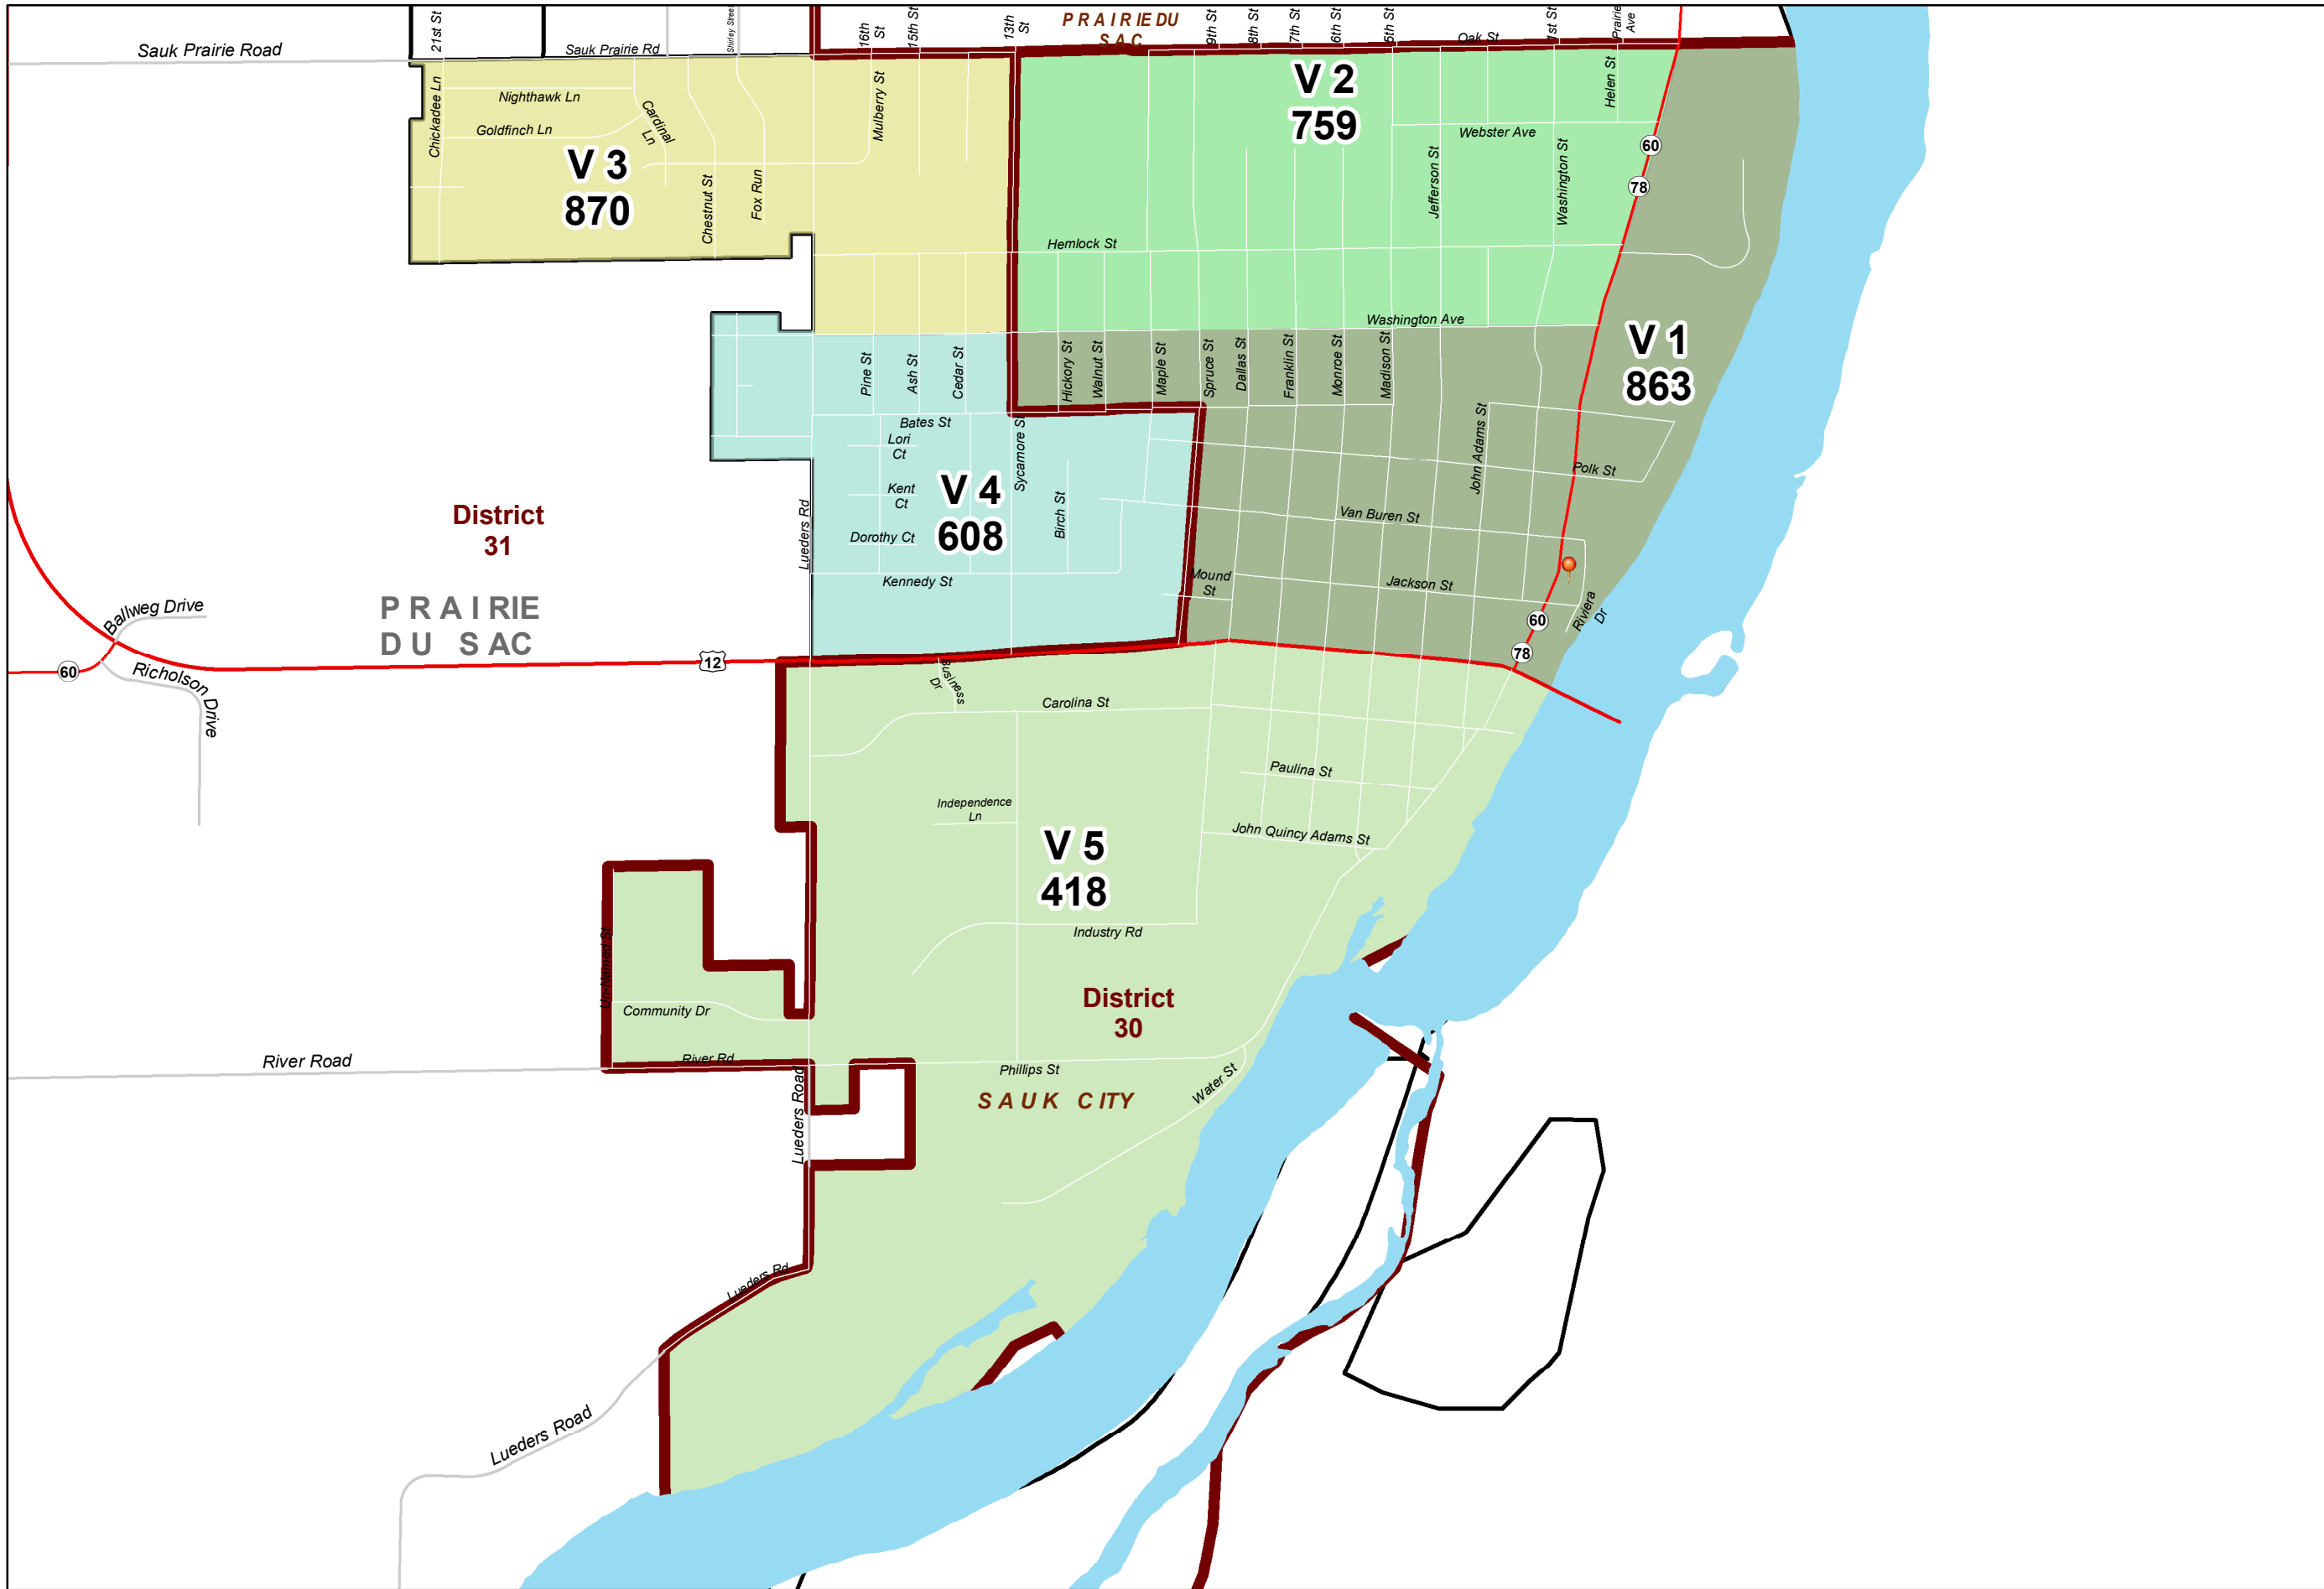 PRAIRIE DU
SAC
21st St
Shirley Street
16th
St
15th St
13th
St
9th St
8th St
7th St
6th St
5th St
Oak St
1st St
Prairie
Ave
Sauk Prairie Road
Sauk Prairie Rd
Chickadee Ln
Nighthawk Ln
Goldfinch Ln
Cardinal
Ln
Mulberry St
V 3
870
Chestnut St
Fox Run
V 2
759
Helen St
Webster Ave
60
78
Jefferson St
Washington St
Hemlock St
Washington Ave
V 1
863
Pine St
Ash St
Cedar St
Hickory St
Walnut St
Maple St
Spruce St
Dallas St
Franklin St
Monroe St
Madison St
Bates St
Lori
Ct
Sycamore St
John Adams St
Polk St
V 4
608
Kent
Ct
Birch St
Lueders Rd
Dorothy Ct
Van Buren St
Kennedy St
Mound
St
Jackson St
Riviera
Dr
60
78
District
31
PRAIRIE
DU SAC
Ballweg Drive
60
Richolson Drive
12
Business
Dr
Carolina St
Paulina St
Independence
Ln
John Quincy Adams St
V 5
418
Industry Rd
Un-Named St
Community Dr
District
30
River Road
River Rd
Phillips St
Lueders Road
SAUK CITY
Water St
Lueders Rd
Lueders Road